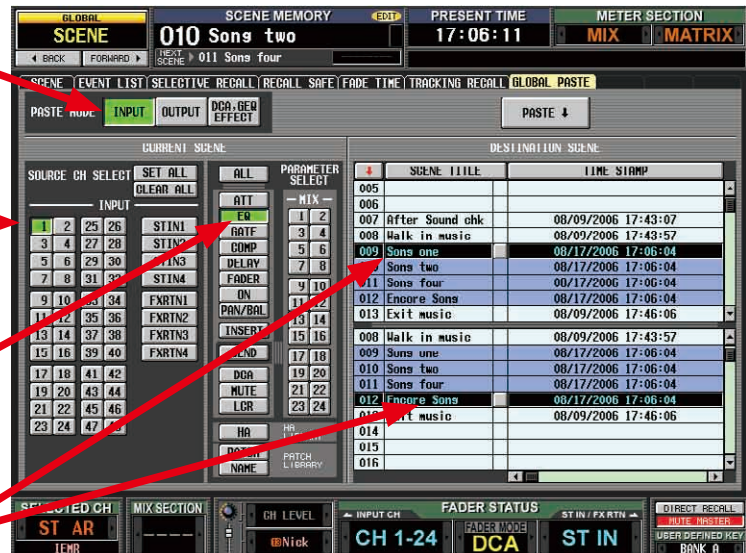 GLOBAL
SCENE
BACK FORWARD
SCENE MEMORY EDIT
010 Song two
NEXT SCENE 011 Song four
PRESENT TIME
17:06:11
METER SECTION
MIX MATRIX
SCENE EVENT LIST SELECTIVE RECALL RECALL SAFE FADE TIME TRACKING RECALL GLOBAL PASTE
PASTE MODE INPUT OUTPUT DCA,GEQ EFFECT
PASTE
CURRENT SCENE
DESTINATION SCENE
SOURCE CH SELECT SET ALL
CLEAR ALL
INPUT
1 2 25 26 STIN1
3 4 27 28 STIN2
5 6 29 30 STIN3
7 8 31 32 STIN4
9 10 33 34 FXRTN1
11 12 35 36 FXRTN2
13 14 37 38 FXRTN3
15 16 39 40 FXRTN4
17 18 41 42
19 20 43 44
21 22 45 46
23 24 47
ALL
ATT
EQ
GATE
COMP
DELAY
FADER
ON
PAN/BAL
INSERT
SEND
DCA
MUTE
LCR
HA
PATCH
NAME
PARAMETER SELECT
MIX
1 2
3 4
5 6
7 8
9 10
11 12
13 14
15 16
17 18
19 20
21 22
23 24
HA LIBRARY
PATCH LIBRARY
SCENE TITLE TIME STAMP
005
006
007 After Sound chk 08/09/2006 17:43:07
008 Walk in music 08/09/2006 17:43:57
009 Song one 08/17/2006 17:06:04
Song two 08/17/2006 17:06:04
011 Song four 08/17/2006 17:06:04
012 Encore Song 08/17/2006 17:06:04
013 Exit music 08/09/2006 17:46:06
008 Walk in music 08/09/2006 17:43:57
009 Song one 08/17/2006 17:06:04
010 Song two 08/17/2006 17:06:04
011 Song four 08/17/2006 17:06:04
012 Encore Song 08/17/2006 17:06:04
013 Exit music 08/09/2006 17:46:06
014
015
016
SELECTED CH
ST AR
IEMR
MIX SECTION
----
CH LEVEL
Nick
INPUT CH
CH 1-24
FADER STATUS
FADER MODE
DCA
ST IN / FX RTN
ST IN
DIRECT RECALL
MUTE MASTER
USER DEFINED KEY
BANK A